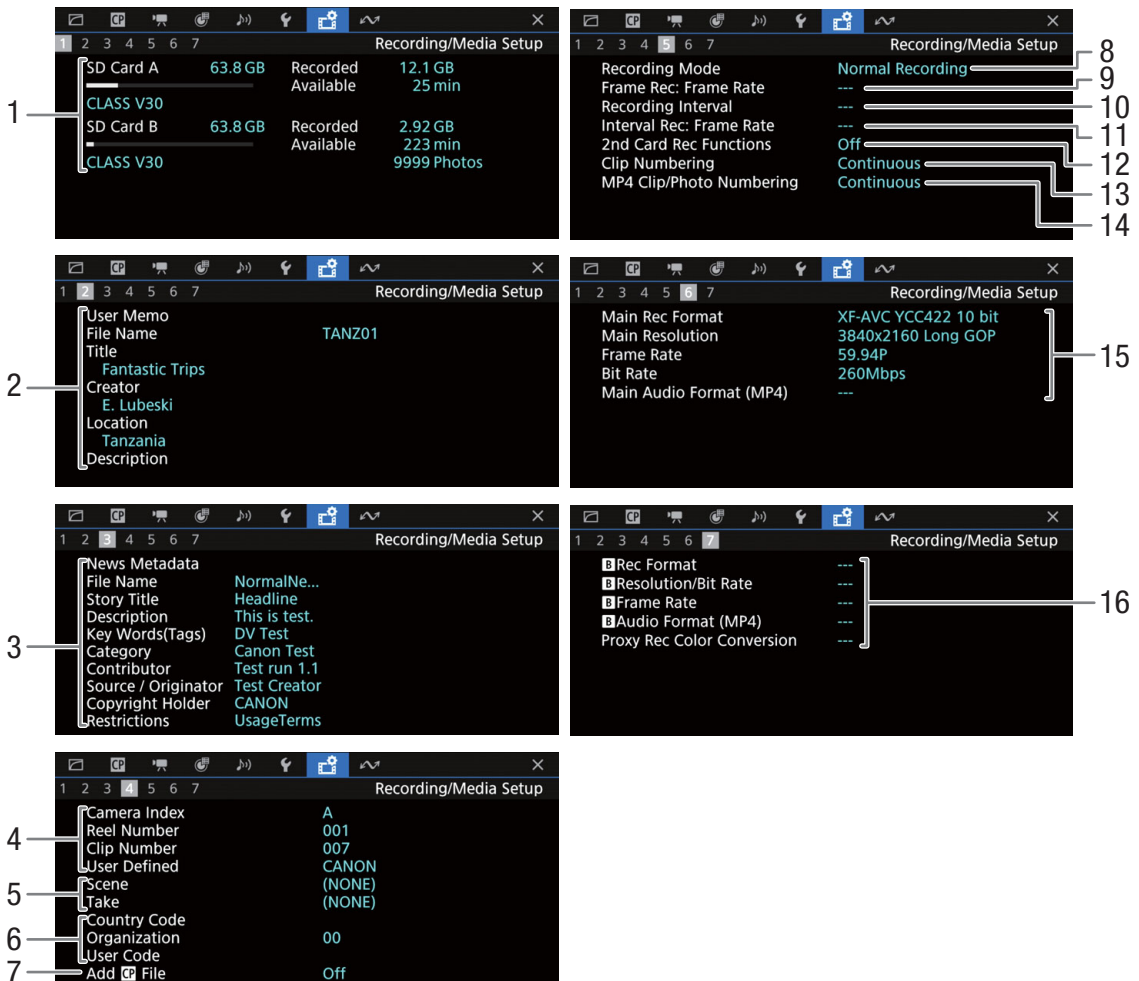 CP
1 2 3 4 5 6 7 Recording/Media Setup
SD Card A 63.8 GB Recorded 12.1 GB
Available 25 min
CLASS V30
SD Card B 63.8 GB Recorded 2.92 GB
Available 223 min
CLASS V30 9999 Photos
1
CP
1 2 3 4 5 6 7 Recording/Media Setup
User Memo
File Name TANZ01
Title
Fantastic Trips
Creator
E. Lubeski
Location
Tanzania
Description
2
CP
1 2 3 4 5 6 7 Recording/Media Setup
News Metadata
File Name NormalNe...
Story Title Headline
Description This is test.
Key Words(Tags) DV Test
Category Canon Test
Contributor Test run 1.1
Source / Originator Test Creator
Copyright Holder CANON
Restrictions UsageTerms
3
CP
1 2 3 4 5 6 7 Recording/Media Setup
Camera Index A
Reel Number 001
Clip Number 007
User Defined CANON
4
Scene (NONE)
Take (NONE)
5
Country Code
Organization 00
User Code
6
Add CP File Off
7
CP
1 2 3 4 5 6 7 Recording/Media Setup
Recording Mode Normal Recording 8
Frame Rec: Frame Rate --- 9
Recording Interval --- 10
Interval Rec: Frame Rate --- 11
2nd Card Rec Functions Off 12
Clip Numbering Continuous 13
MP4 Clip/Photo Numbering Continuous 14
CP
1 2 3 4 5 6 7 Recording/Media Setup
Main Rec Format XF-AVC YCC422 10 bit
Main Resolution 3840x2160 Long GOP
Frame Rate 59.94P
Bit Rate 260Mbps
Main Audio Format (MP4) ---
15
CP
1 2 3 4 5 6 7 Recording/Media Setup
B Rec Format ---
B Resolution/Bit Rate ---
B Frame Rate ---
B Audio Format (MP4) ---
Proxy Rec Color Conversion ---
16